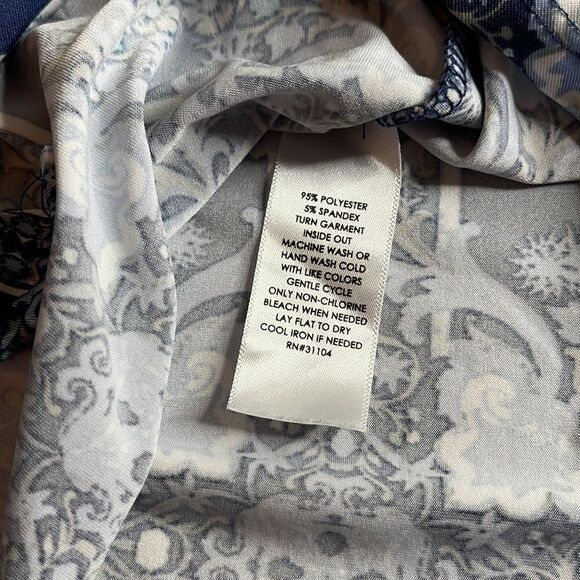 95% POLYESTER
5% SPANDEX
TURN GARMENT
INSIDE OUT
MACHINE WASH OR
HAND WASH COLD
WITH LIKE COLORS
GENTLE CYCLE
ONLY NON-CHLORINE
BLEACH WHEN NEEDED
LAY FLAT TO DRY
COOL IRON IF NEEDED
RN#31104